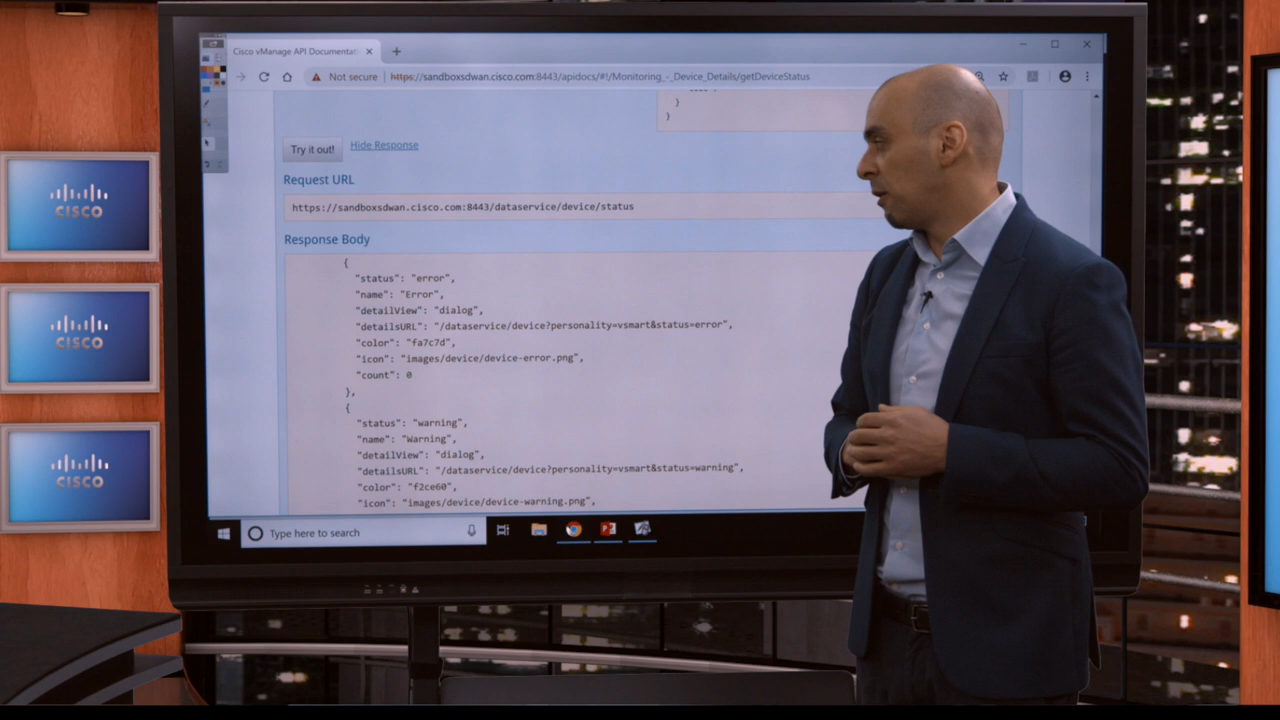 Cisco vManage API Documentati
Not secure
https://sandboxsdwan.cisco.com:8443/apidocs/#!/Monitoring_-_Device_Details/getDeviceStatus
}
}
Try it out!
Hide Response
Request URL
https://sandboxsdwan.cisco.com:8443/dataservice/device/status
Response Body
{
"status": "error",
"name": "Error",
"detailView": "dialog",
"detailsURL": "/dataservice/device?personality=vsmart&status=error",
"color": "fa7c7d",
"icon": "images/device/device-error.png",
"count": 0
},
{
"status": "warning",
"name": "Warning",
"detailView": "dialog",
"detailsURL": "/dataservice/device?personality=vsmart&status=warning",
"color": "f2ce60",
"icon": "images/device/device-warning.png",
Type here to search
CISCO
CISCO
CISCO